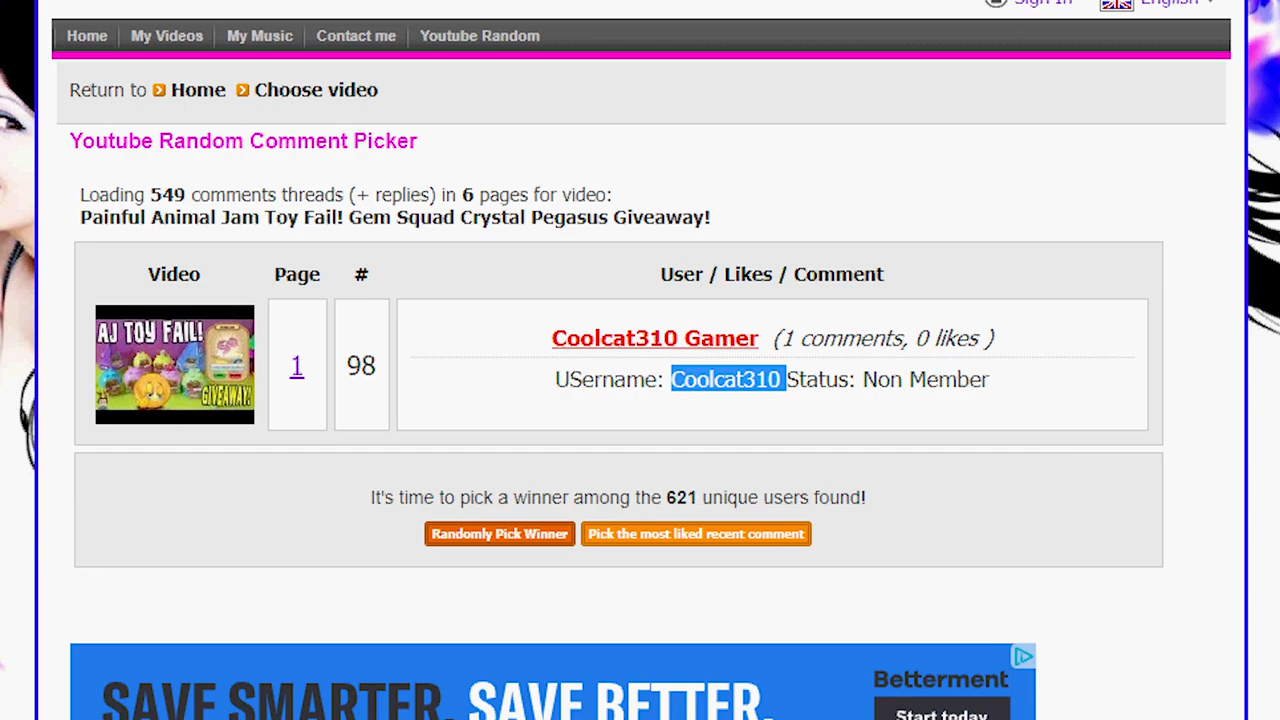 Sign In English
Home My Videos My Music Contact me Youtube Random
Return to Home Choose video
Youtube Random Comment Picker
Loading 549 comments threads (+ replies) in 6 pages for video:
Painful Animal Jam Toy Fail! Gem Squad Crystal Pegasus Giveaway!
Video Page # User / Likes / Comment
AJ TOY FAIL!
GIVEAWAY!
1 98
Coolcat310 Gamer (1 comments, 0 likes )
USername: Coolcat310 Status: Non Member
It's time to pick a winner among the 621 unique users found!
Randomly Pick Winner Pick the most liked recent comment
SAVE SMARTER. SAVE BETTER.
Betterment
Start today